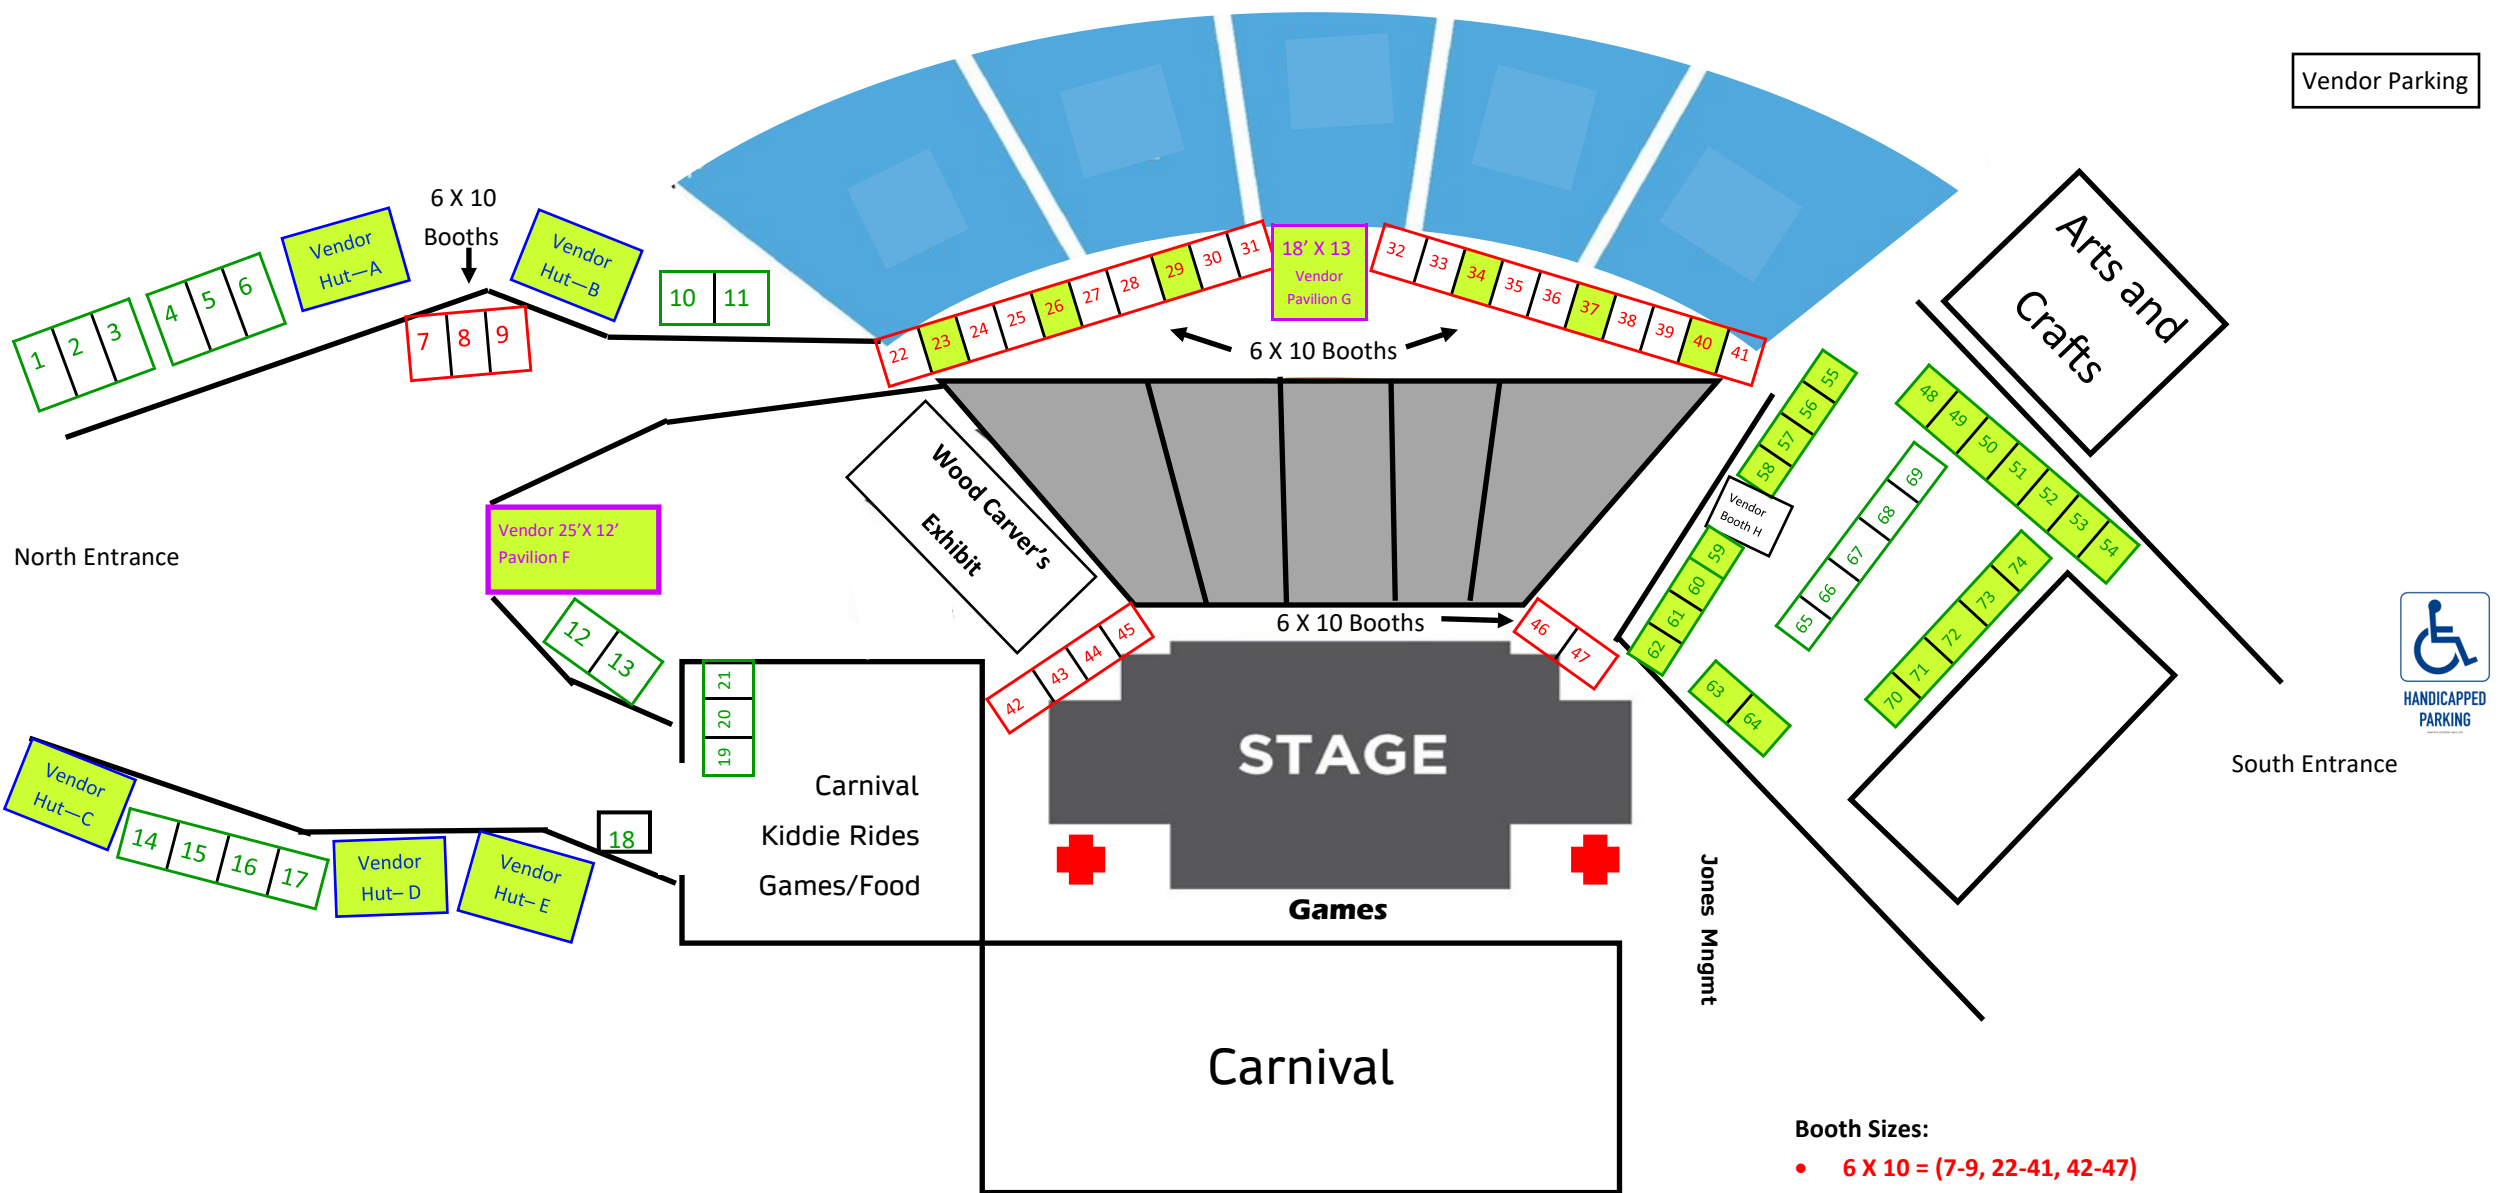 Vendor Parking
6 X 10
Booths
Vendor
Hut—A
Vendor
Hut—B
1 2 3
4 5 6
7 8 9
10 11
22 23 24 25 26 27 28 29 30 31
18' X 13
Vendor
Pavilion G
32 33 34 35 36 37 38 39 40 41
6 X 10 Booths
Arts and
Crafts
55 56 57 58
48 49 50 51 52 53 54
Vendor
Booth H
59 60 61 62
69 68 67 66 65
74 73 72 71 70
63 64
Wood Carver's
Exhibit
North Entrance
Vendor 25'X 12'
Pavilion F
12 13
6 X 10 Booths
42 43 44 45
46 47
21
20
19
STAGE
HANDICAPPED
PARKING
South Entrance
Vendor
Hut—C
14 15 16 17
18
Vendor
Hut— D
Vendor
Hut— E
Carnival
Kiddie Rides
Games/Food
Games
Jones Mngmt
Carnival
Booth Sizes:
• 6 X 10 = (7-9, 22-41, 42-47)